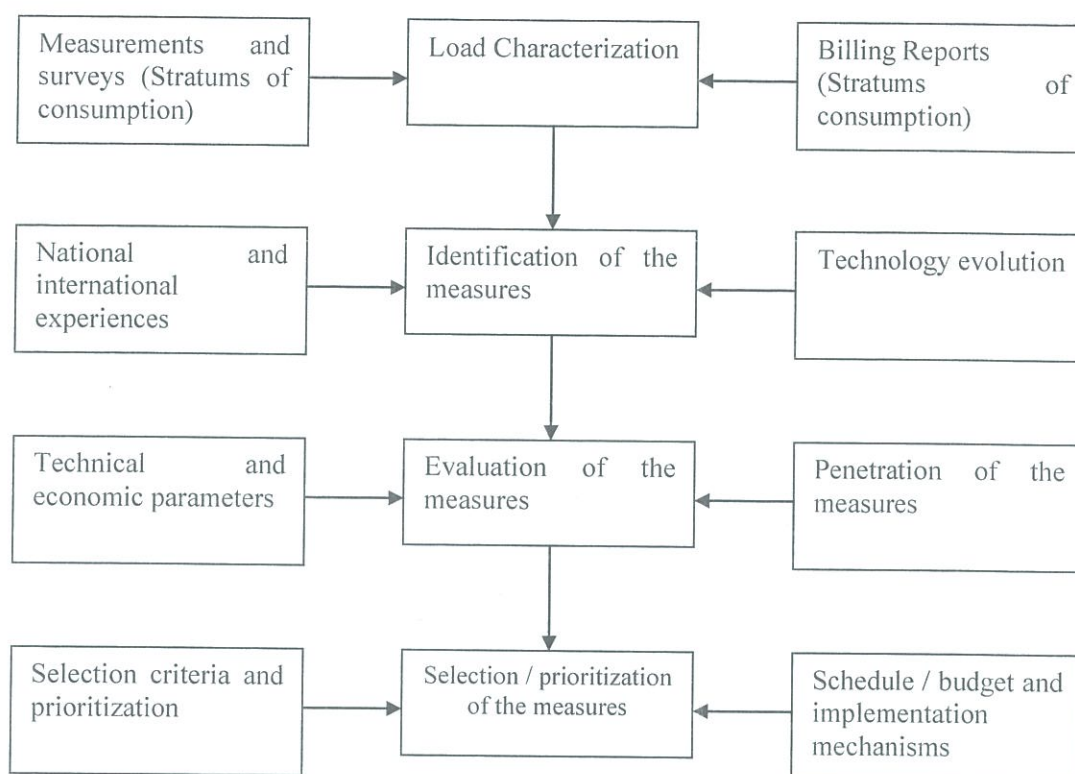 Measurements and
surveys (Stratums of
consumption)
Load Characterization
Billing Reports
(Stratums of
consumption)
National and
international
experiences
Identification of the
measures
Technology evolution
Technical and
economic parameters
Evaluation of the
measures
Penetration of the
measures
Selection criteria and
prioritization
Selection / prioritization
of the measures
Schedule / budget and
implementation
mechanisms